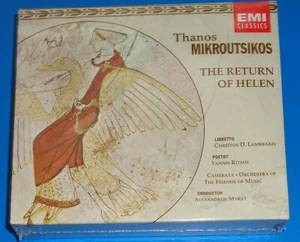 EMI
CLASSICS
Thanos
MIKROUTSIKOS
THE RETURN
OF HELEN
LIBRETTO
CHRISTOS D. LAMBRAKIS
POETRY
YANNIS RITSOS
CAMERATA - ORCHESTRA OF
THE FRIENDS OF MUSIC
CONDUCTOR
ALEXANDROS MYRAT